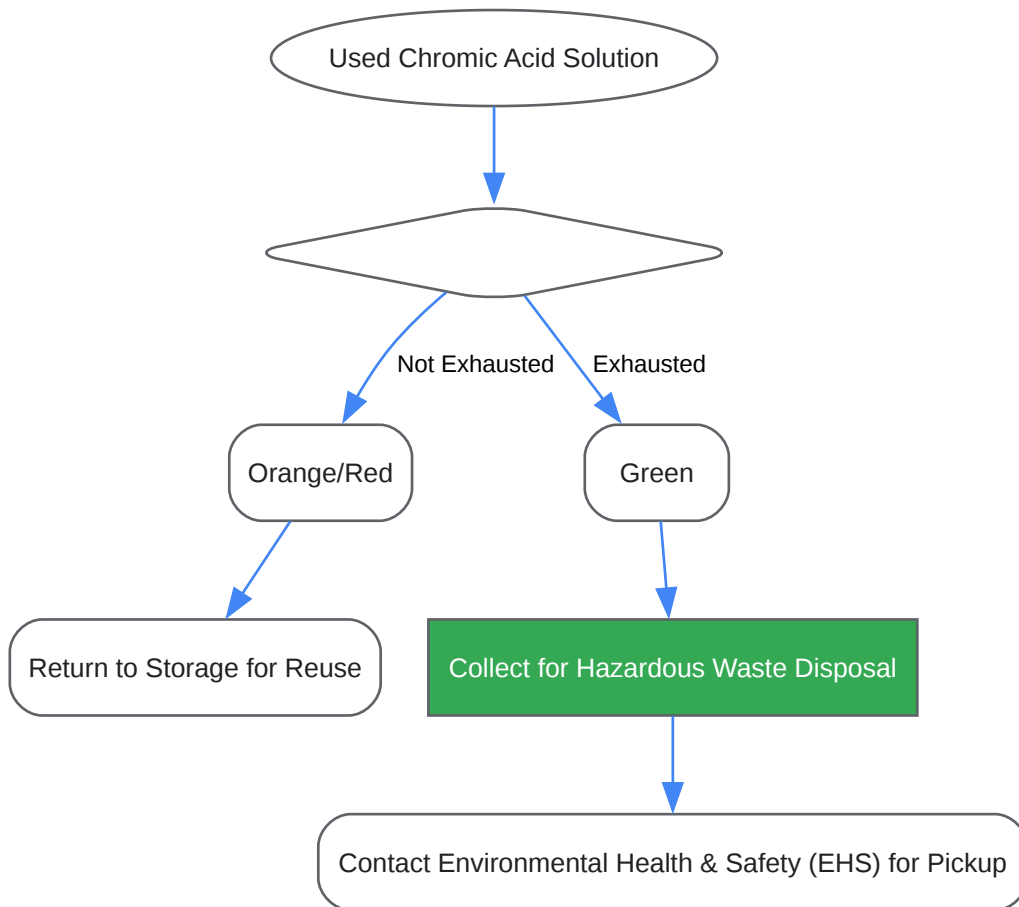 Used Chromic Acid Solution
Not Exhausted
Exhausted
Orange/Red
Green
Return to Storage for Reuse
Collect for Hazardous Waste Disposal
Contact Environmental Health & Safety (EHS) for Pickup